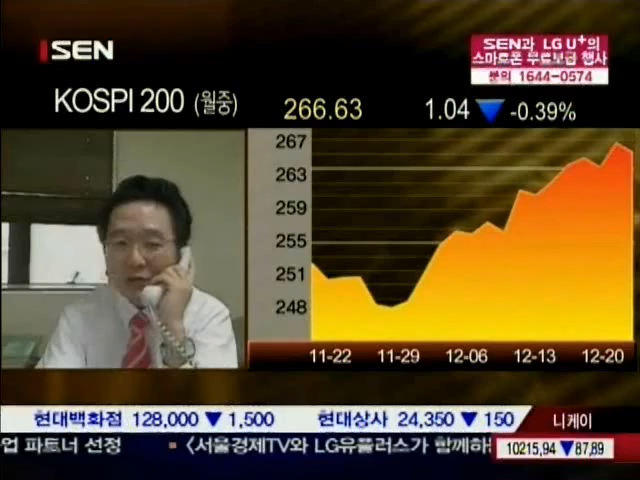 SEN
SEN과 LG U+의
스마트폰 무료보급 행사
문의 1644-0574
KOSPI 200 (월중) 266.63 1.04 ▼ -0.39%
267
263
259
255
251
248
11-22 11-29 12-06 12-13 12-20
현대백화점 128,000 ▼ 1,500 현대상사 24,350 ▼ 150 니케이
업 파트너 선정 ▪〈서울경제TV와 LG유플러스가 함께하는 10215,94 ▼87,89